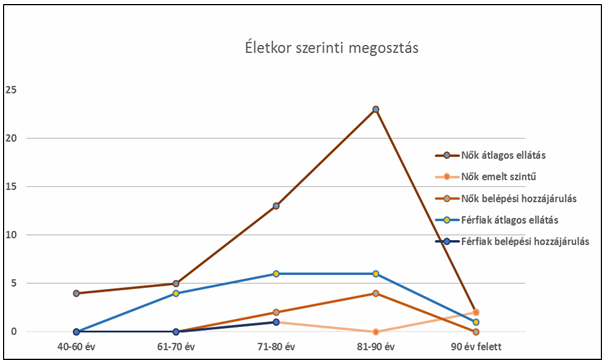 Életkor szerinti megosztás
25
20
15
10
5
0
40-60 év
61-70 év
71-80 év
81-90 év
90 év felett
Nők átlagos ellátás
Nők emelt szintű
Nők belépési hozzájárulás
Férfiak átlagos ellátás
Férfiak belépési hozzájárulás